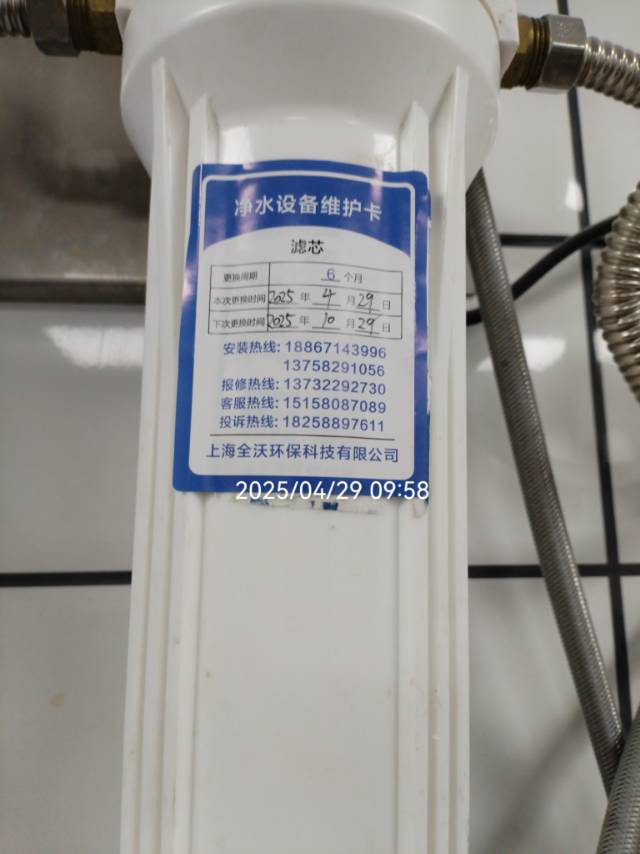 净水设备维护卡
滤芯
更换周期 6 个月
本次更换时间 2025 年 4 月 29 日
下次更换时间 2025 年 10 月 29 日
安装热线: 18867143996
13758291056
报修热线: 13732292730
客服热线: 15158087089
投诉热线: 18258897611
上海全沃环保科技有限公司
2025/04/29 09:58